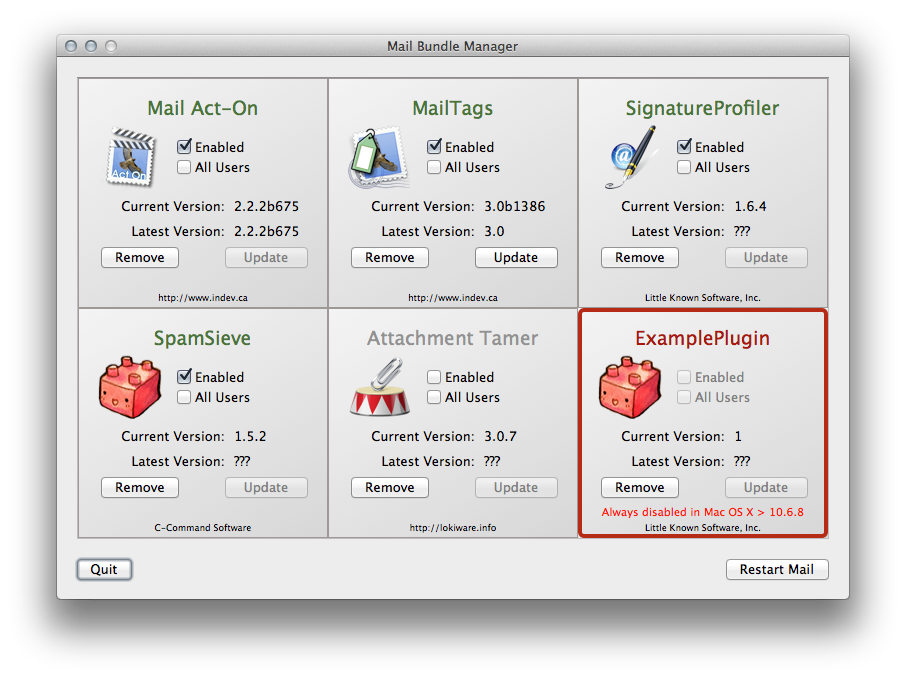 Mail Bundle Manager
Mail Act-On
Act On
Enabled
All Users
Current Version: 2.2.2b675
Latest Version: 2.2.2b675
Remove
Update
http://www.indev.ca
MailTags
Enabled
All Users
Current Version: 3.0b1386
Latest Version: 3.0
Remove
Update
http://www.indev.ca
SignatureProfiler
@
Enabled
All Users
Current Version: 1.6.4
Latest Version: ???
Remove
Update
Little Known Software, Inc.
SpamSieve
Enabled
All Users
Current Version: 1.5.2
Latest Version: ???
Remove
Update
C-Command Software
Attachment Tamer
Enabled
All Users
Current Version: 3.0.7
Latest Version: ???
Remove
Update
http://lokiware.info
ExamplePlugin
Enabled
All Users
Current Version: 1
Latest Version: ???
Remove
Update
Always disabled in Mac OS X > 10.6.8
Little Known Software, Inc.
Quit
Restart Mail